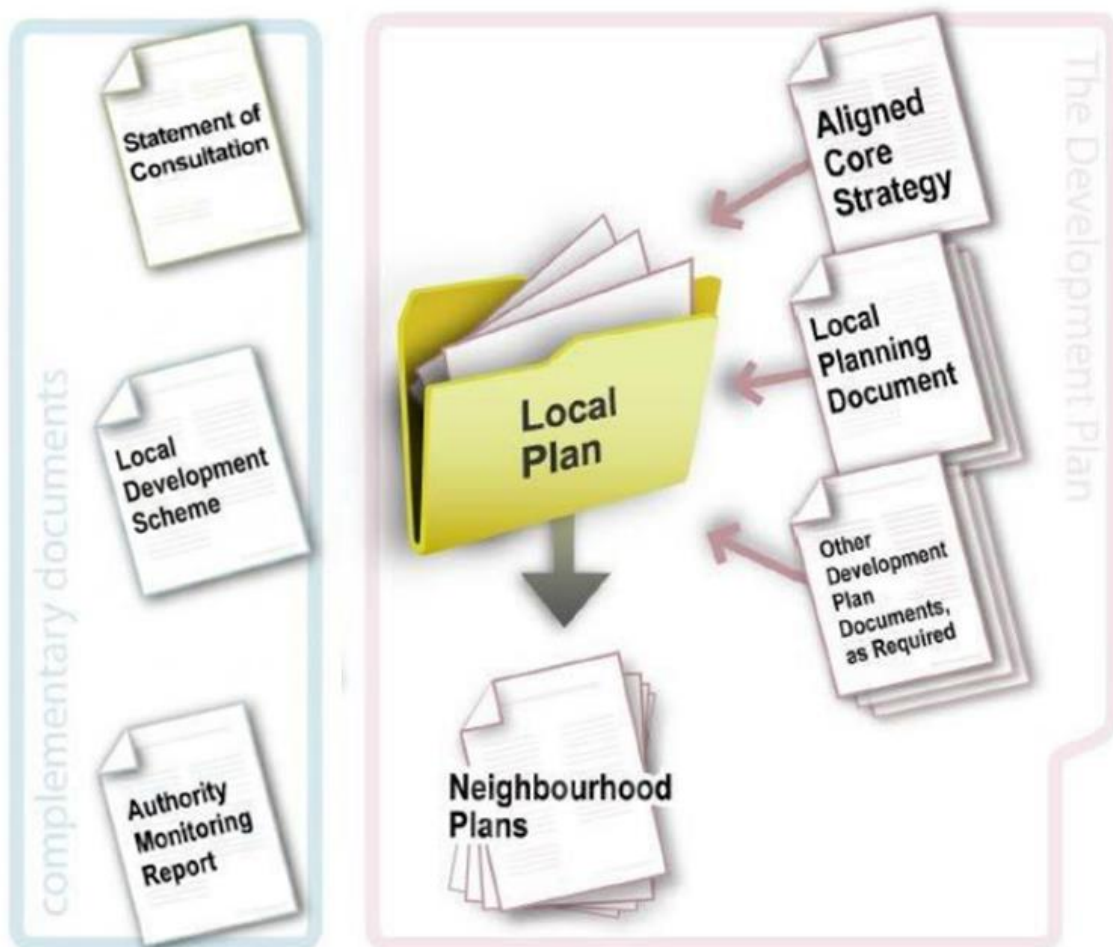 complementary documents
Statement of
Consultation
Local
Development
Scheme
Authority
Monitoring
Report
The Development Plan
Aligned
Core
Strategy
Local
Planning
Document
Other
Development
Plan
Documents,
as Required
Local
Plan
Neighbourhood
Plans